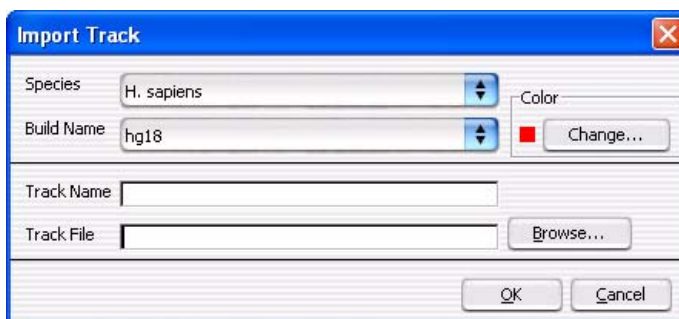 Import Track
Species H. sapiens
Color
Build Name hg18
Change...
Track Name
Track File Browse...
OK Cancel